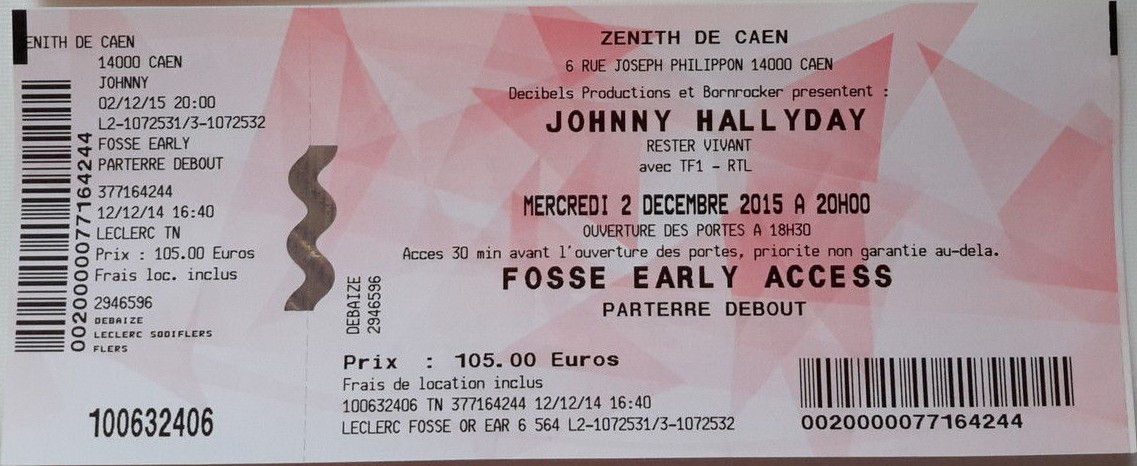 ENITH DE CAEN
14000 CAEN
JOHNNY
02/12/15 20:00
L2-1072531/3-1072532
FOSSE EARLY
PARTERRE DEBOUT
377164244
12/12/14 16:40
LECLERC TN
Prix : 105.00 Euros
Frais loc. inclus
2946596
DEBAIZE
LECLERC SODIFLERS
FLERS
0020000077164244
100632406
DEBAIZE
2946596
ZENITH DE CAEN
6 RUE JOSEPH PHILIPPON 14000 CAEN
Decibels Productions et Bornrocker presentent :
JOHNNY HALLYDAY
RESTER VIVANT
avec TF1 - RTL
MERCREDI 2 DECEMBRE 2015 A 20H00
OUVERTURE DES PORTES A 18H30
Acces 30 min avant l'ouverture des portes, priorite non garantie au-dela.
FOSSE EARLY ACCESS
PARTERRE DEBOUT
Prix : 105.00 Euros
Frais de location inclus
100632406 TN 377164244 12/12/14 16:40
LECLERC FOSSE OR EAR 6 564 L2-1072531/3-1072532
0020000077164244